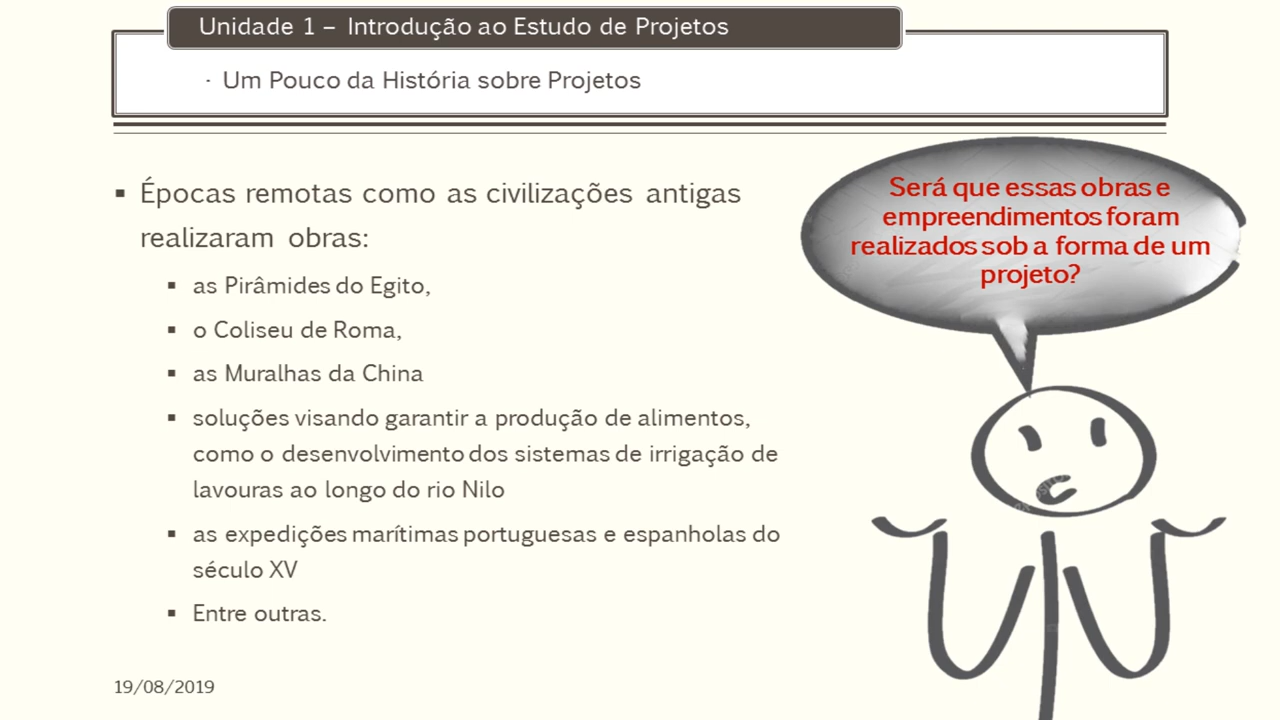 Unidade 1 – Introdução ao Estudo de Projetos
· Um Pouco da História sobre Projetos
▪ Épocas remotas como as civilizações antigas
realizaram obras:
▪ as Pirâmides do Egito,
▪ o Coliseu de Roma,
▪ as Muralhas da China
▪ soluções visando garantir a produção de alimentos,
como o desenvolvimento dos sistemas de irrigação de
lavouras ao longo do rio Nilo
▪ as expedições marítimas portuguesas e espanholas do
século XV
▪ Entre outras.
Será que essas obras e
empreendimentos foram
realizados sob a forma de um
projeto?
19/08/2019